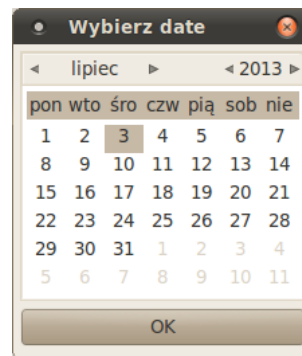 Wybierz date
lipiec 2013
pon wto śro czw pią sob nie
1 2 3 4 5 6 7
8 9 10 11 12 13 14
15 16 17 18 19 20 21
22 23 24 25 26 27 28
29 30 31 1 2 3 4
5 6 7 8 9 10 11
OK